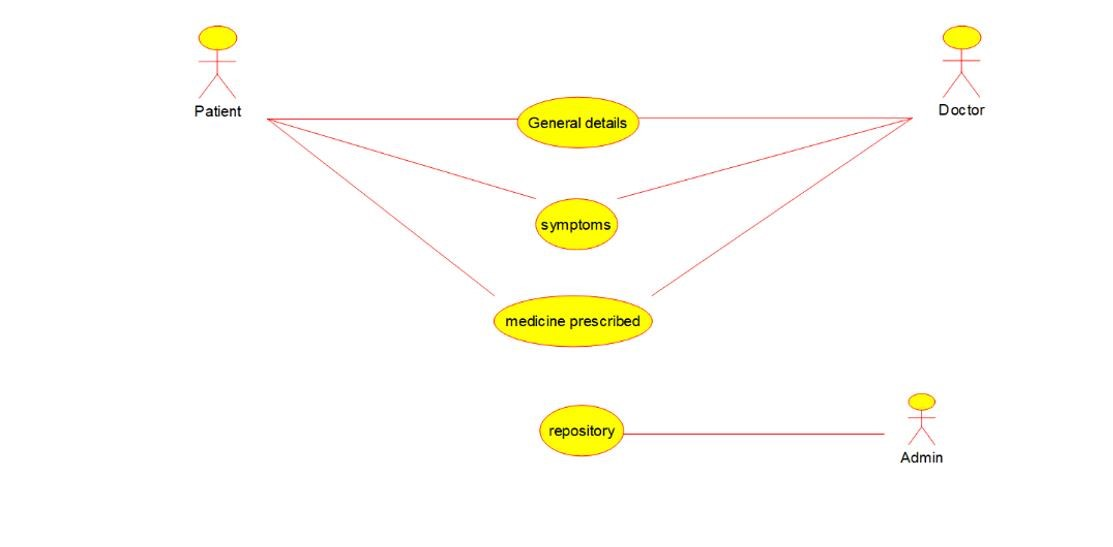 Patient
Doctor
General details
symptoms
medicine prescribed
repository
Admin